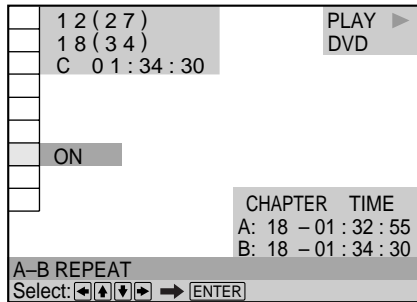 12(27)
18(34)
C 01:34:30
PLAY ▶
DVD
ON
CHAPTER TIME
A: 18 – 01:32:55
B: 18 – 01:34:30
A–B REPEAT
Select: ← ↑ ↓ → ➡ ENTER